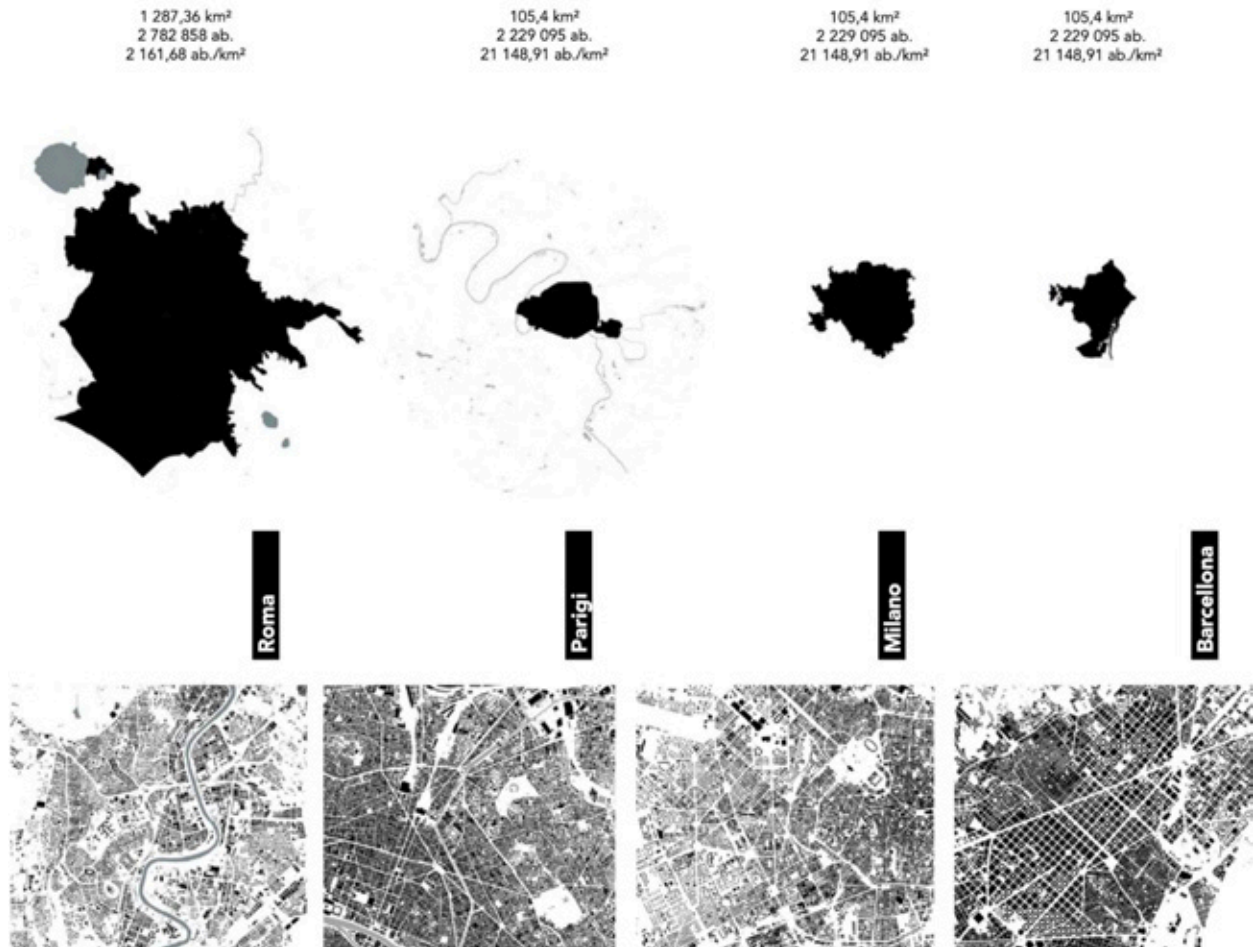 1 287,36 km²
2 782 858 ab.
2 161,68 ab./km²
105,4 km²
2 229 095 ab.
21 148,91 ab./km²
105,4 km²
2 229 095 ab.
21 148,91 ab./km²
105,4 km²
2 229 095 ab.
21 148,91 ab./km²
Roma
Parigi
Milano
Barcellona